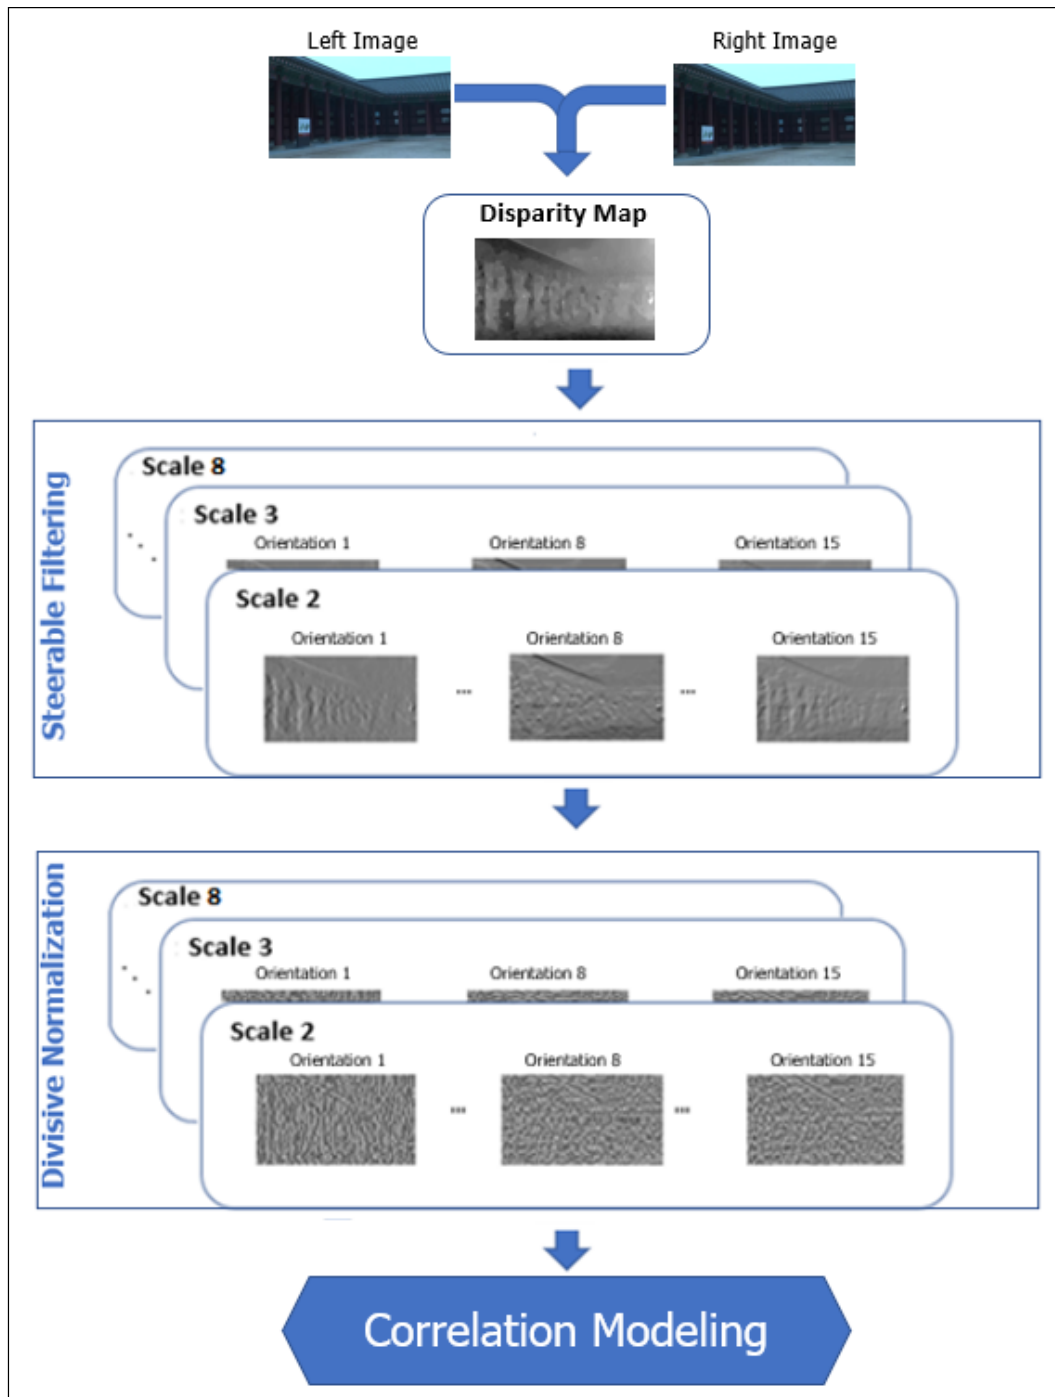 Left Image
Right Image
Disparity Map
Steerable Filtering
Scale 8
Scale 3
Orientation 1
Orientation 8
Orientation 15
Scale 2
Orientation 1
Orientation 8
Orientation 15
...
...
Divisive Normalization
Scale 8
Scale 3
Orientation 1
Orientation 8
Orientation 15
Scale 2
Orientation 1
Orientation 8
Orientation 15
...
...
Correlation Modeling